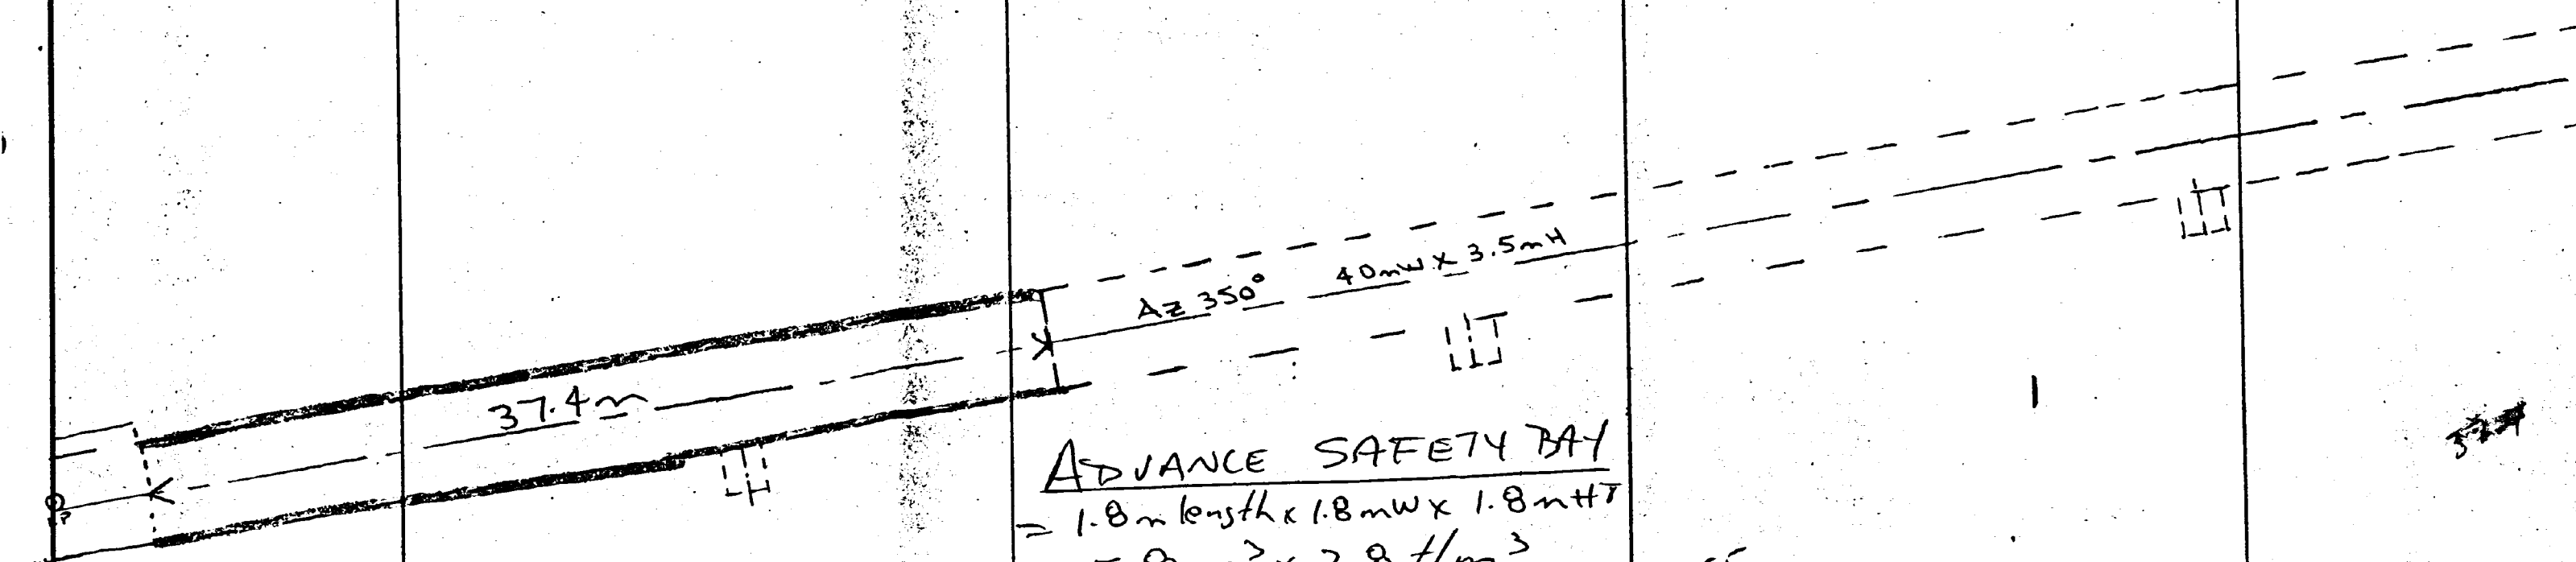 Az 350° 40mW x 3.5mH
37.4m
ADVANCE SAFETY BAY
= 1.8m length x 1.8mW x 1.8mHT